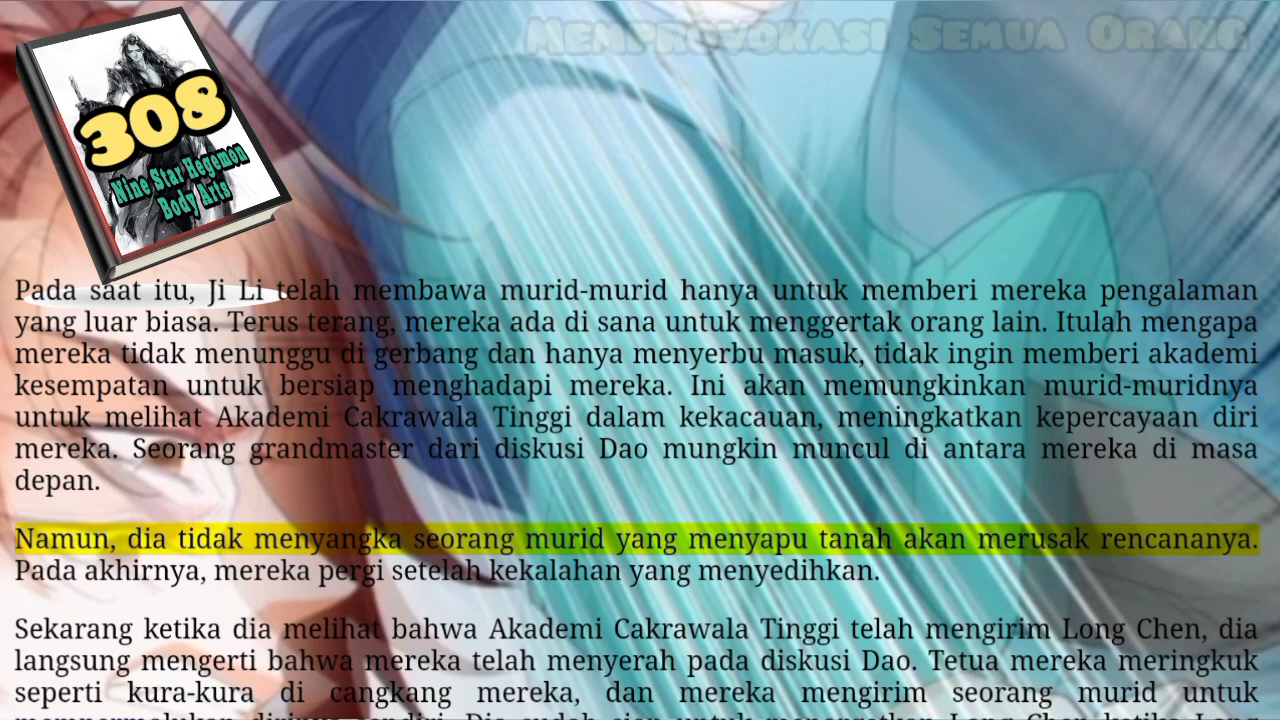 Memprovokasi Semua Orang
308
Nine Star Hegemon
Body Arts
Pada saat itu, Ji Li telah membawa murid-murid hanya untuk memberi mereka pengalaman
yang luar biasa. Terus terang, mereka ada di sana untuk menggertak orang lain. Itulah mengapa
mereka tidak menunggu di gerbang dan hanya menyerbu masuk, tidak ingin memberi akademi
kesempatan untuk bersiap menghadapi mereka. Ini akan memungkinkan murid-muridnya
untuk melihat Akademi Cakrawala Tinggi dalam kekacauan, meningkatkan kepercayaan diri
mereka. Seorang grandmaster dari diskusi Dao mungkin muncul di antara mereka di masa
depan.
Namun, dia tidak menyangka seorang murid yang menyapu tanah akan merusak rencananya.
Pada akhirnya, mereka pergi setelah kekalahan yang menyedihkan.
Sekarang ketika dia melihat bahwa Akademi Cakrawala Tinggi telah mengirim Long Chen, dia
langsung mengerti bahwa mereka telah menyerah pada diskusi Dao. Tetua mereka meringkuk
seperti kura-kura di cangkang mereka, dan mereka mengirim seorang murid untuk